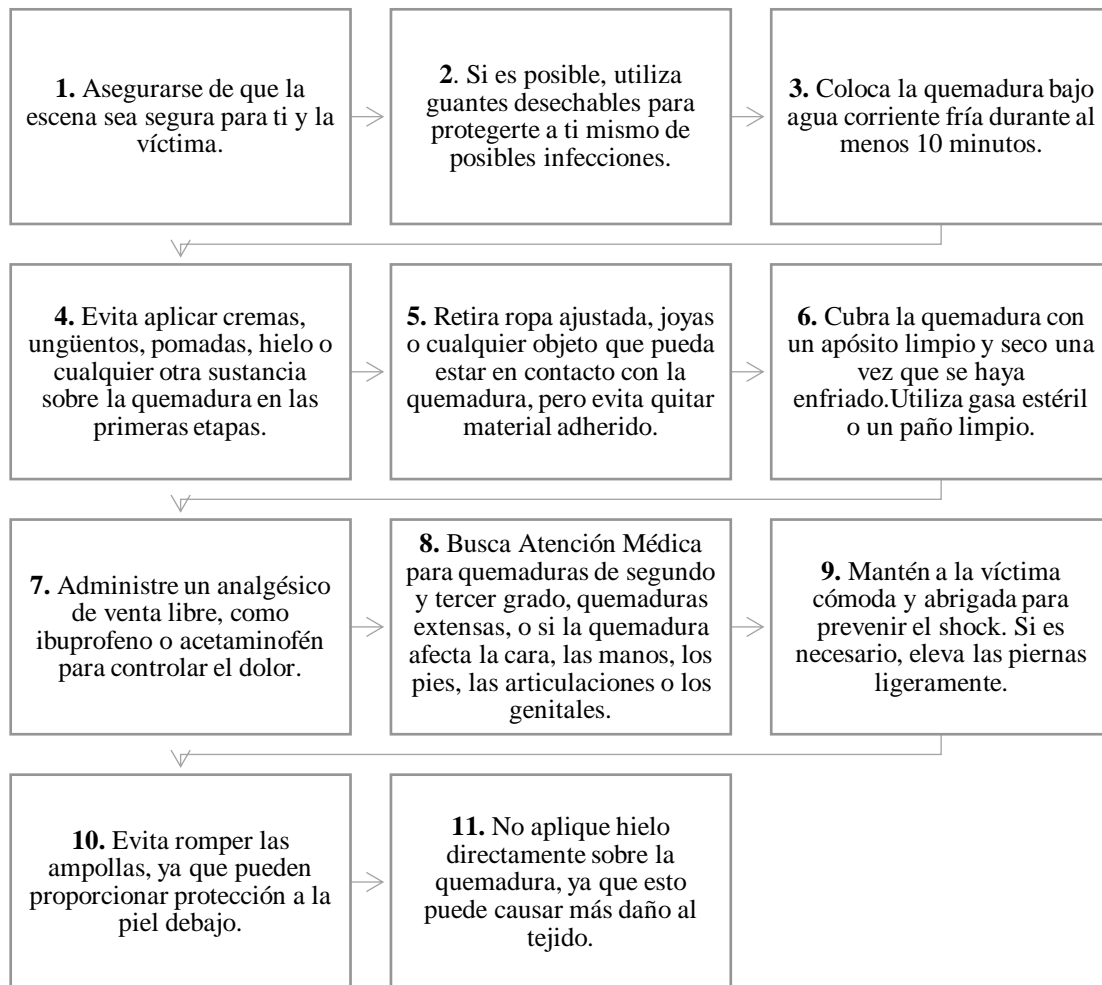 1. Asegurarse de que la
escena sea segura para ti y la
víctima.
2. Si es posible, utiliza
guantes desechables para
protegerte a ti mismo de
posibles infecciones.
3. Coloca la quemadura bajo
agua corriente fría durante al
menos 10 minutos.
4. Evita aplicar cremas,
ungüentos, pomadas, hielo o
cualquier otra sustancia
sobre la quemadura en las
primeras etapas.
5. Retira ropa ajustada, joyas
o cualquier objeto que pueda
estar en contacto con la
quemadura, pero evita quitar
material adherido.
6. Cubra la quemadura con
un apósito limpio y seco una
vez que se haya
enfriado.Utiliza gasa estéril
o un paño limpio.
7. Administre un analgésico
de venta libre, como
ibuprofeno o acetaminofén
para controlar el dolor.
8. Busca Atención Médica
para quemaduras de segundo
y tercer grado, quemaduras
extensas, o si la quemadura
afecta la cara, las manos, los
pies, las articulaciones o los
genitales.
9. Mantén a la víctima
cómoda y abrigada para
prevenir el shock. Si es
necesario, eleva las piernas
ligeramente.
10. Evita romper las
ampollas, ya que pueden
proporcionar protección a la
piel debajo.
11. No aplique hielo
directamente sobre la
quemadura, ya que esto
puede causar más daño al
tejido.